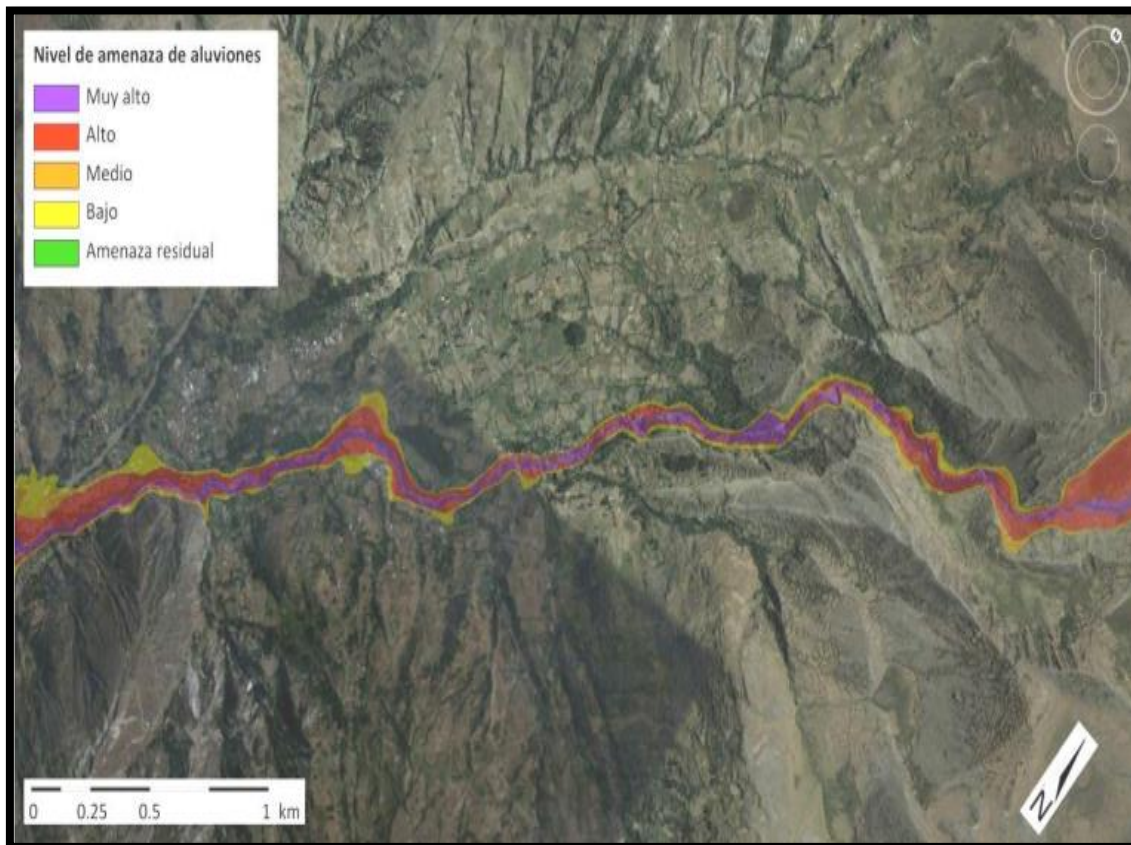 Nivel de amenaza de aluviones
Muy alto
Alto
Medio
Bajo
Amenaza residual
0 0.25 0.5 1 km
N